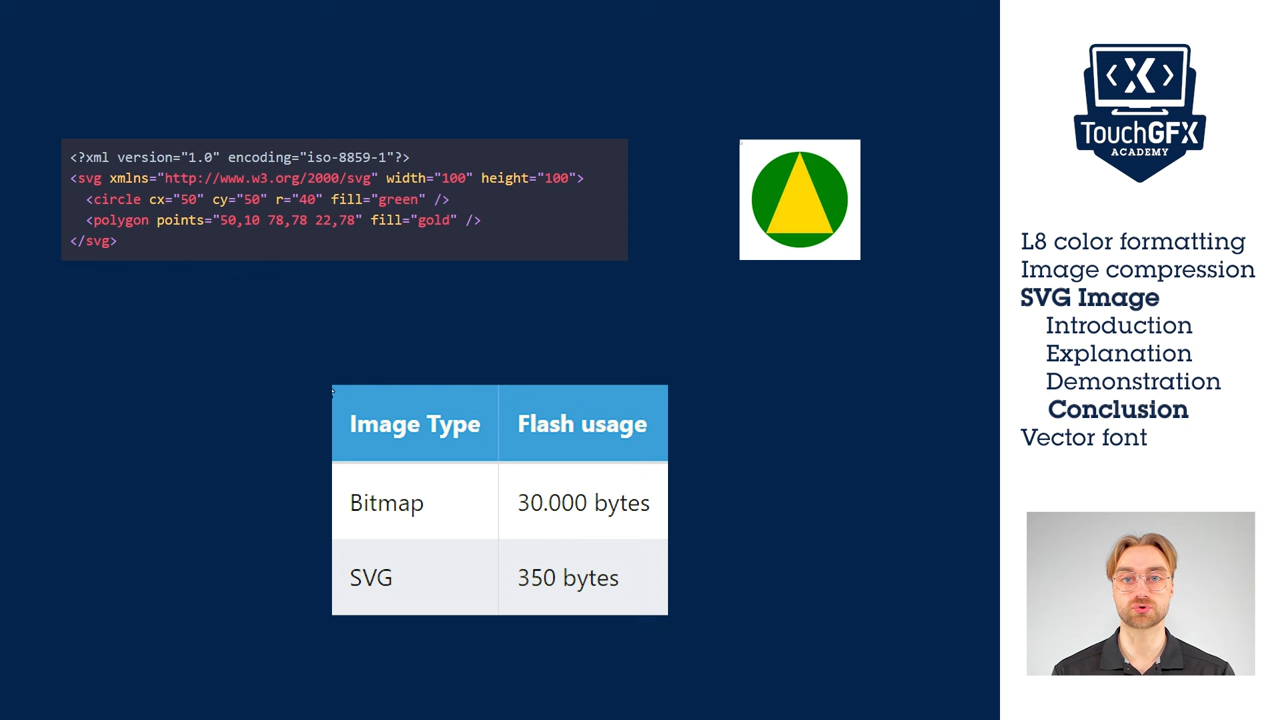 <?xml version="1.0" encoding="iso-8859-1"?>
<svg xmlns="http://www.w3.org/2000/svg" width="100" height="100">
  <circle cx="50" cy="50" r="40" fill="green" />
  <polygon points="50,10 78,78 22,78" fill="gold" />
</svg>
Image Type Flash usage
Bitmap 30.000 bytes
SVG 350 bytes
<X>
TouchGFX
ACADEMY
L8 color formatting
Image compression
SVG Image
Introduction
Explanation
Demonstration
Conclusion
Vector font